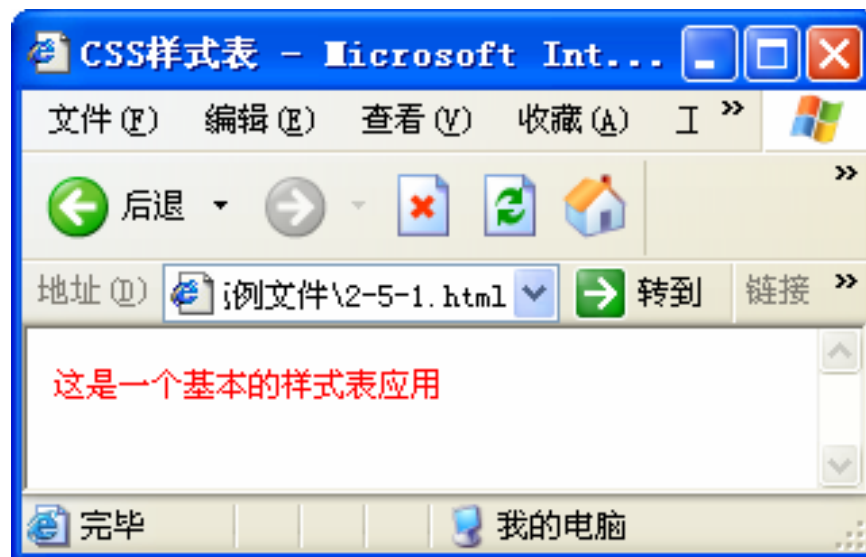 CSS样式表 - Microsoft Int...
文件(F) 编辑(E) 查看(V) 收藏(A) 工 »
后退 »
地址(D) 例文件\2-5-1.html 转到 链接 »
这是一个基本的样式表应用
完毕 我的电脑